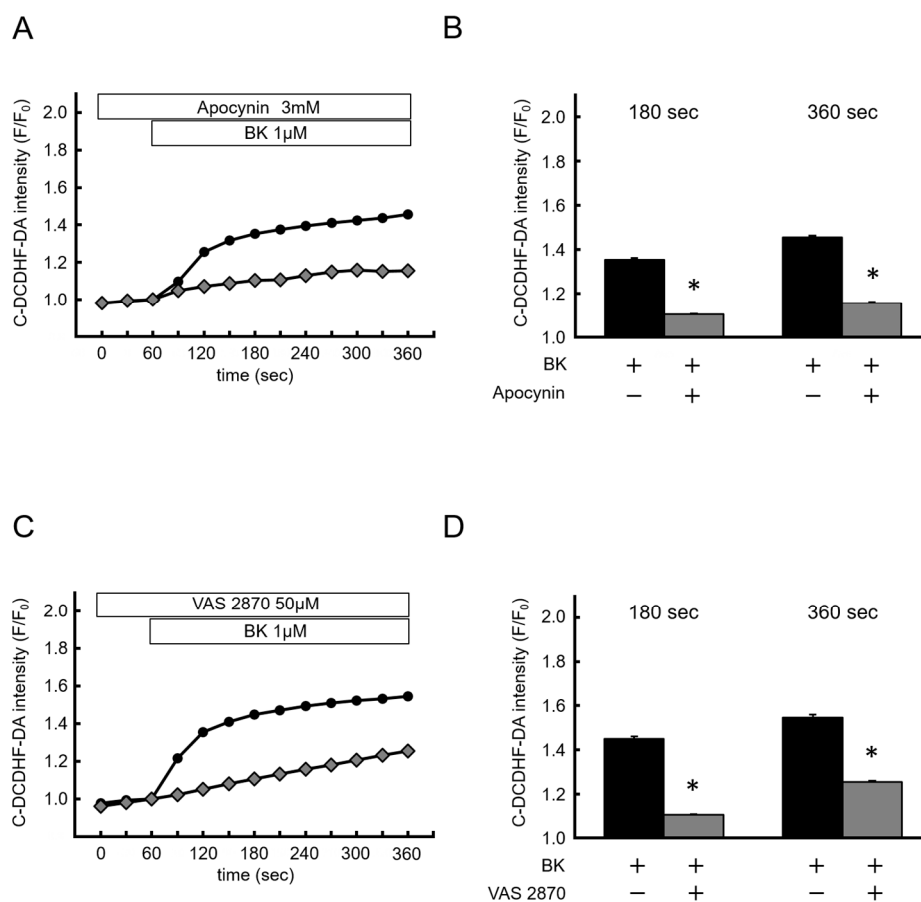 A
Apocynin 3mM
BK 1µM
C-DCDHF-DA intensity (F/F0)
2.0
1.8
1.6
1.4
1.2
1.0
0 60 120 180 240 300 360
time (sec)
B
180 sec 360 sec
C-DCDHF-DA intensity (F/F0)
2.0
1.8
1.6
1.4
1.2
1.0
* *
BK + + + +
Apocynin − + − +
C
VAS 2870 50µM
BK 1µM
C-DCDHF-DA intensity (F/F0)
2.0
1.8
1.6
1.4
1.2
1.0
0 60 120 180 240 300 360
time (sec)
D
180 sec 360 sec
C-DCDHF-DA intensity (F/F0)
2.0
1.8
1.6
1.4
1.2
1.0
* *
BK + + + +
VAS 2870 − + − +